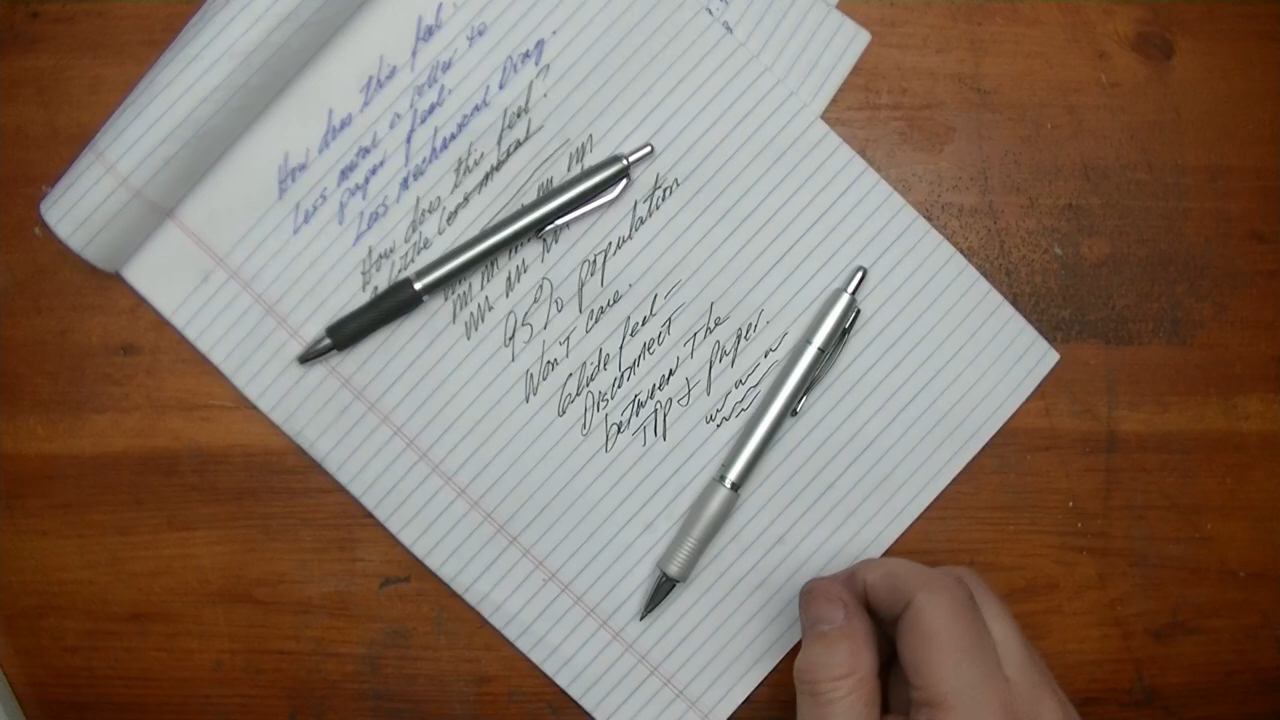 How does this feel.
Less metal a roller to
paper feel.
Less mechanical Drag.
How does this feel?
a little less metal
95% population
Won't care.
Glide feel =
Disconnect
between the
TIP + paper.